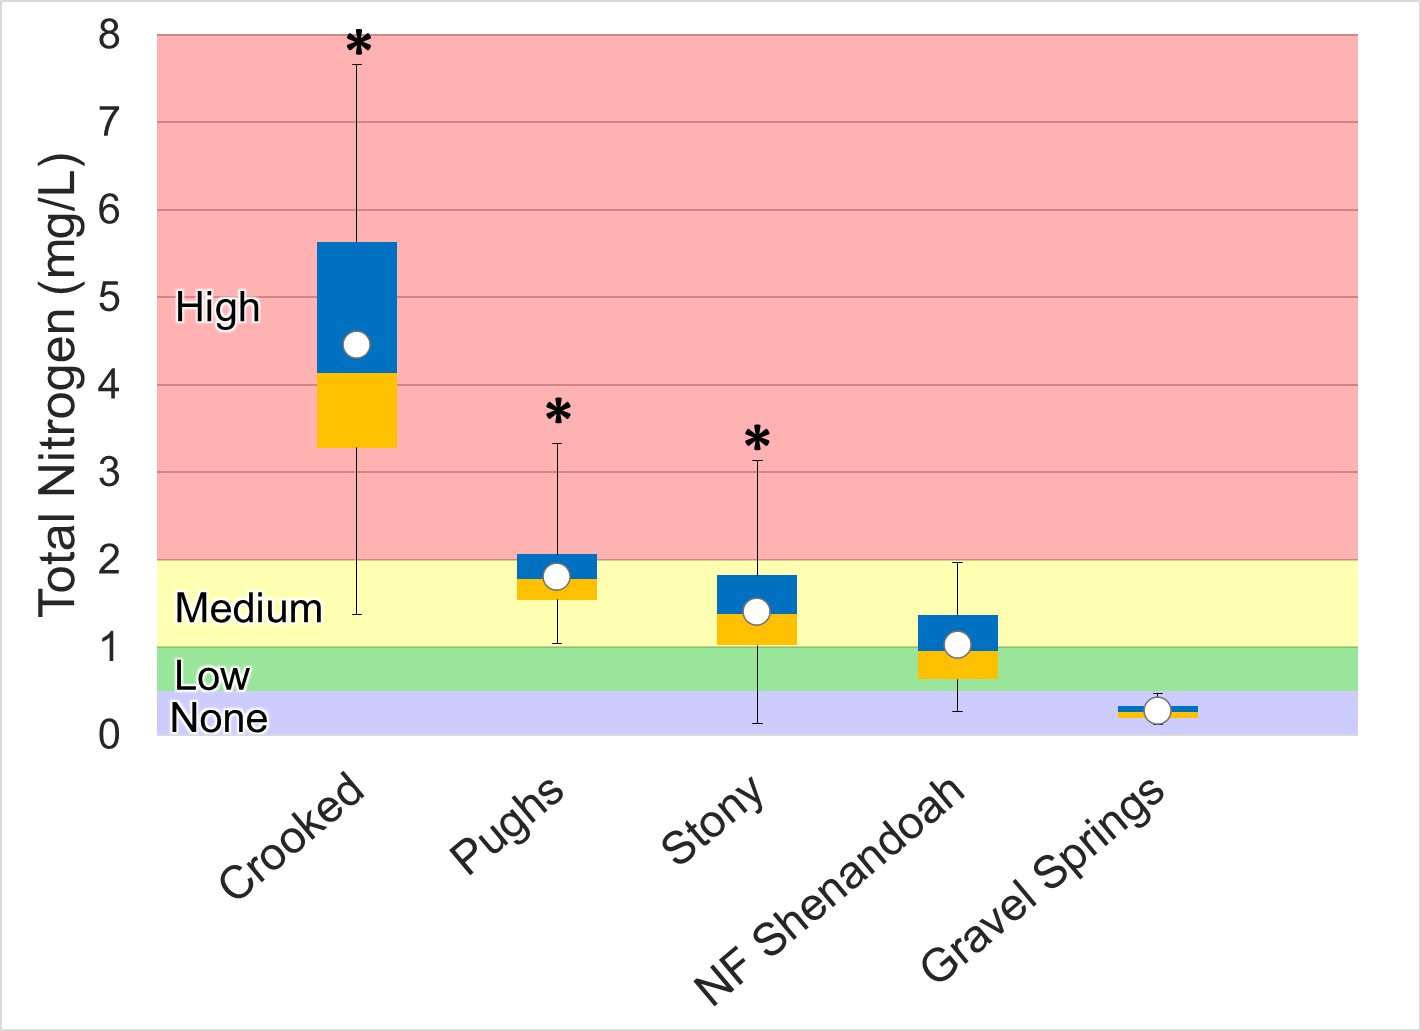 Total Nitrogen (mg/L)
8
7
6
5
4
3
2
1
0
High
Medium
Low
None
*
*
*
Crooked
Pughs
Stony
NF Shenandoah
Gravel Springs